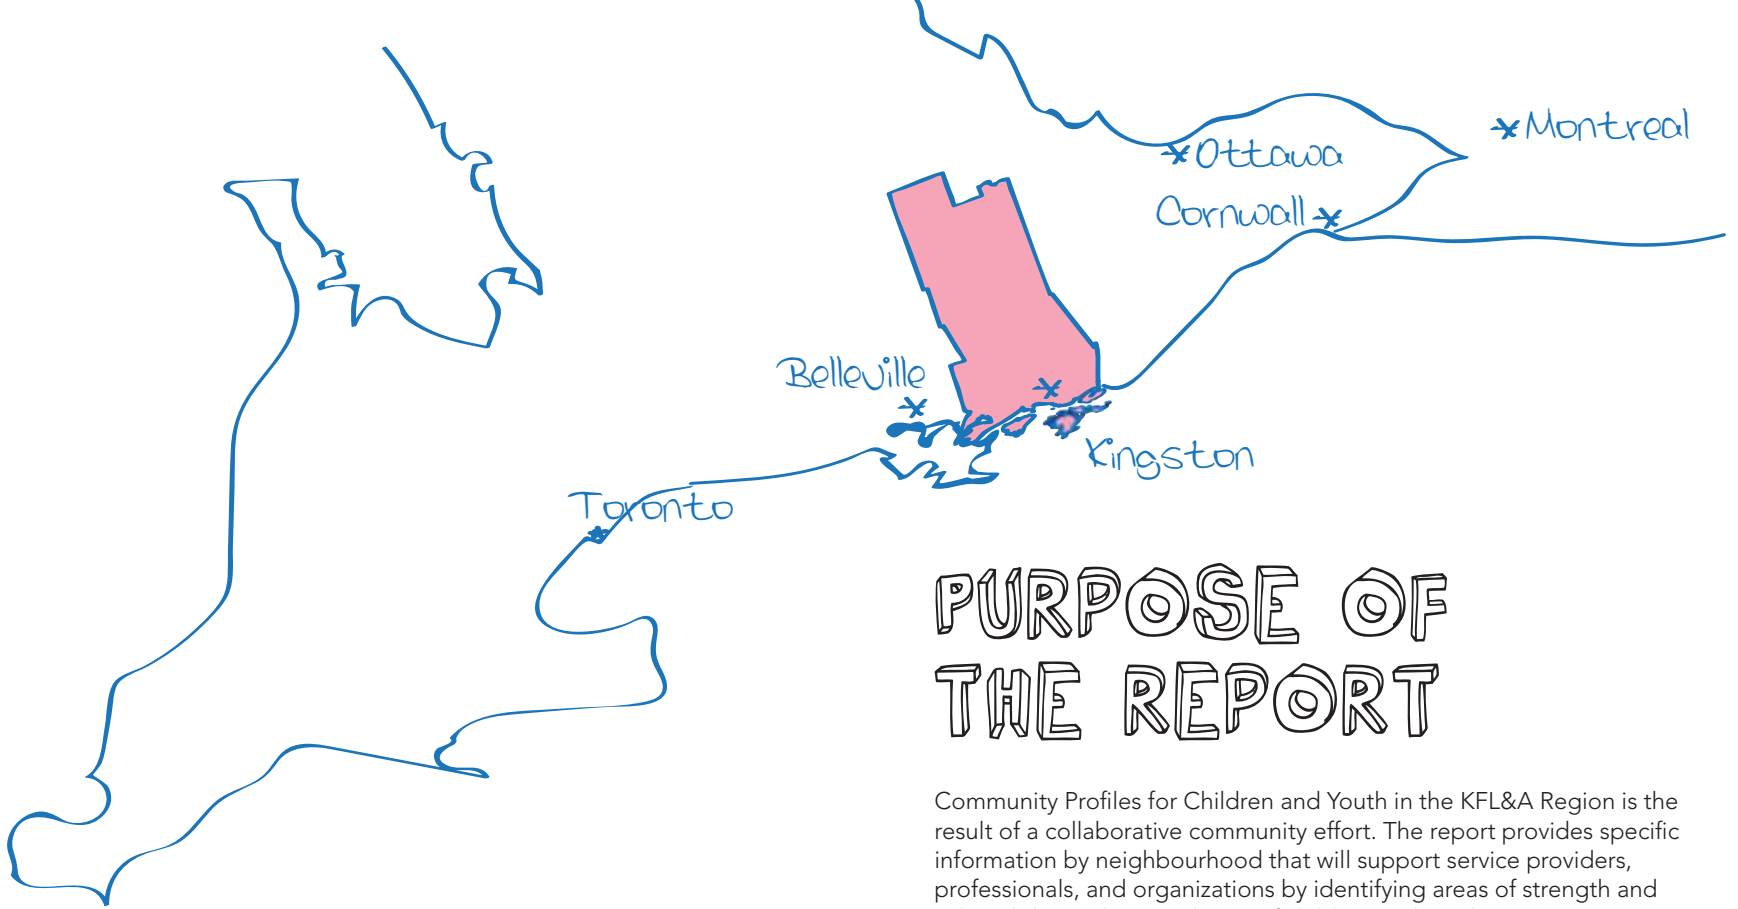 Montreal
Ottawa
Cornwall
Belleville
Kingston
Toronto
PURPOSE OF
THE REPORT
Community Profiles for Children and Youth in the KFL&A Region is the
result of a collaborative community effort. The report provides specific
information by neighbourhood that will support service providers,
professionals, and organizations by identifying areas of strength and